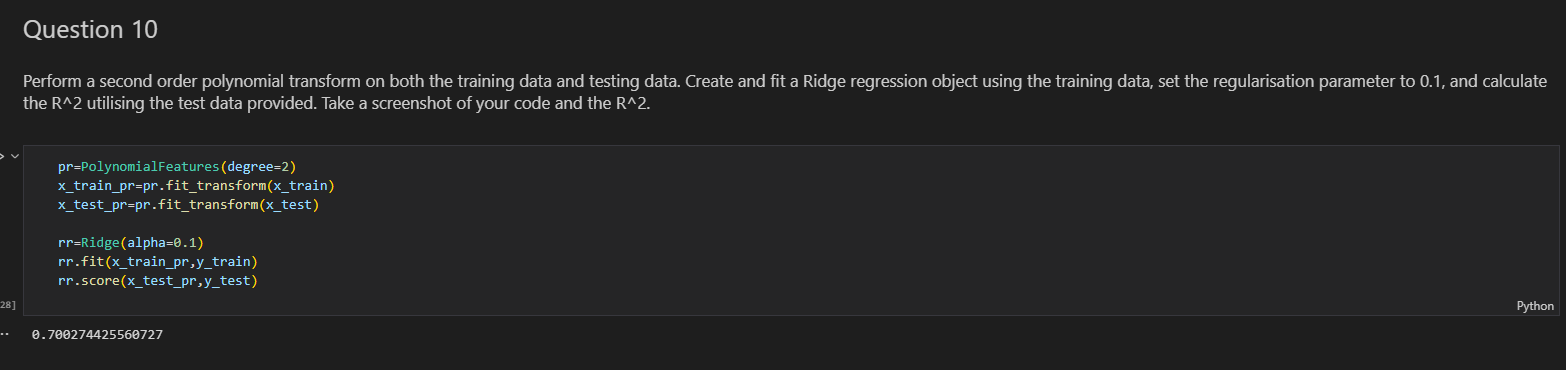 Question 10
Perform a second order polynomial transform on both the training data and testing data. Create and fit a Ridge regression object using the training data, set the regularisation parameter to 0.1, and calculate
the R^2 utilising the test data provided. Take a screenshot of your code and the R^2.
pr=PolynomialFeatures(degree=2)
x_train_pr=pr.fit_transform(x_train)
x_test_pr=pr.fit_transform(x_test)
rr=Ridge(alpha=0.1)
rr.fit(x_train_pr,y_train)
rr.score(x_test_pr,y_test)
28]
Python
0.700274425560727